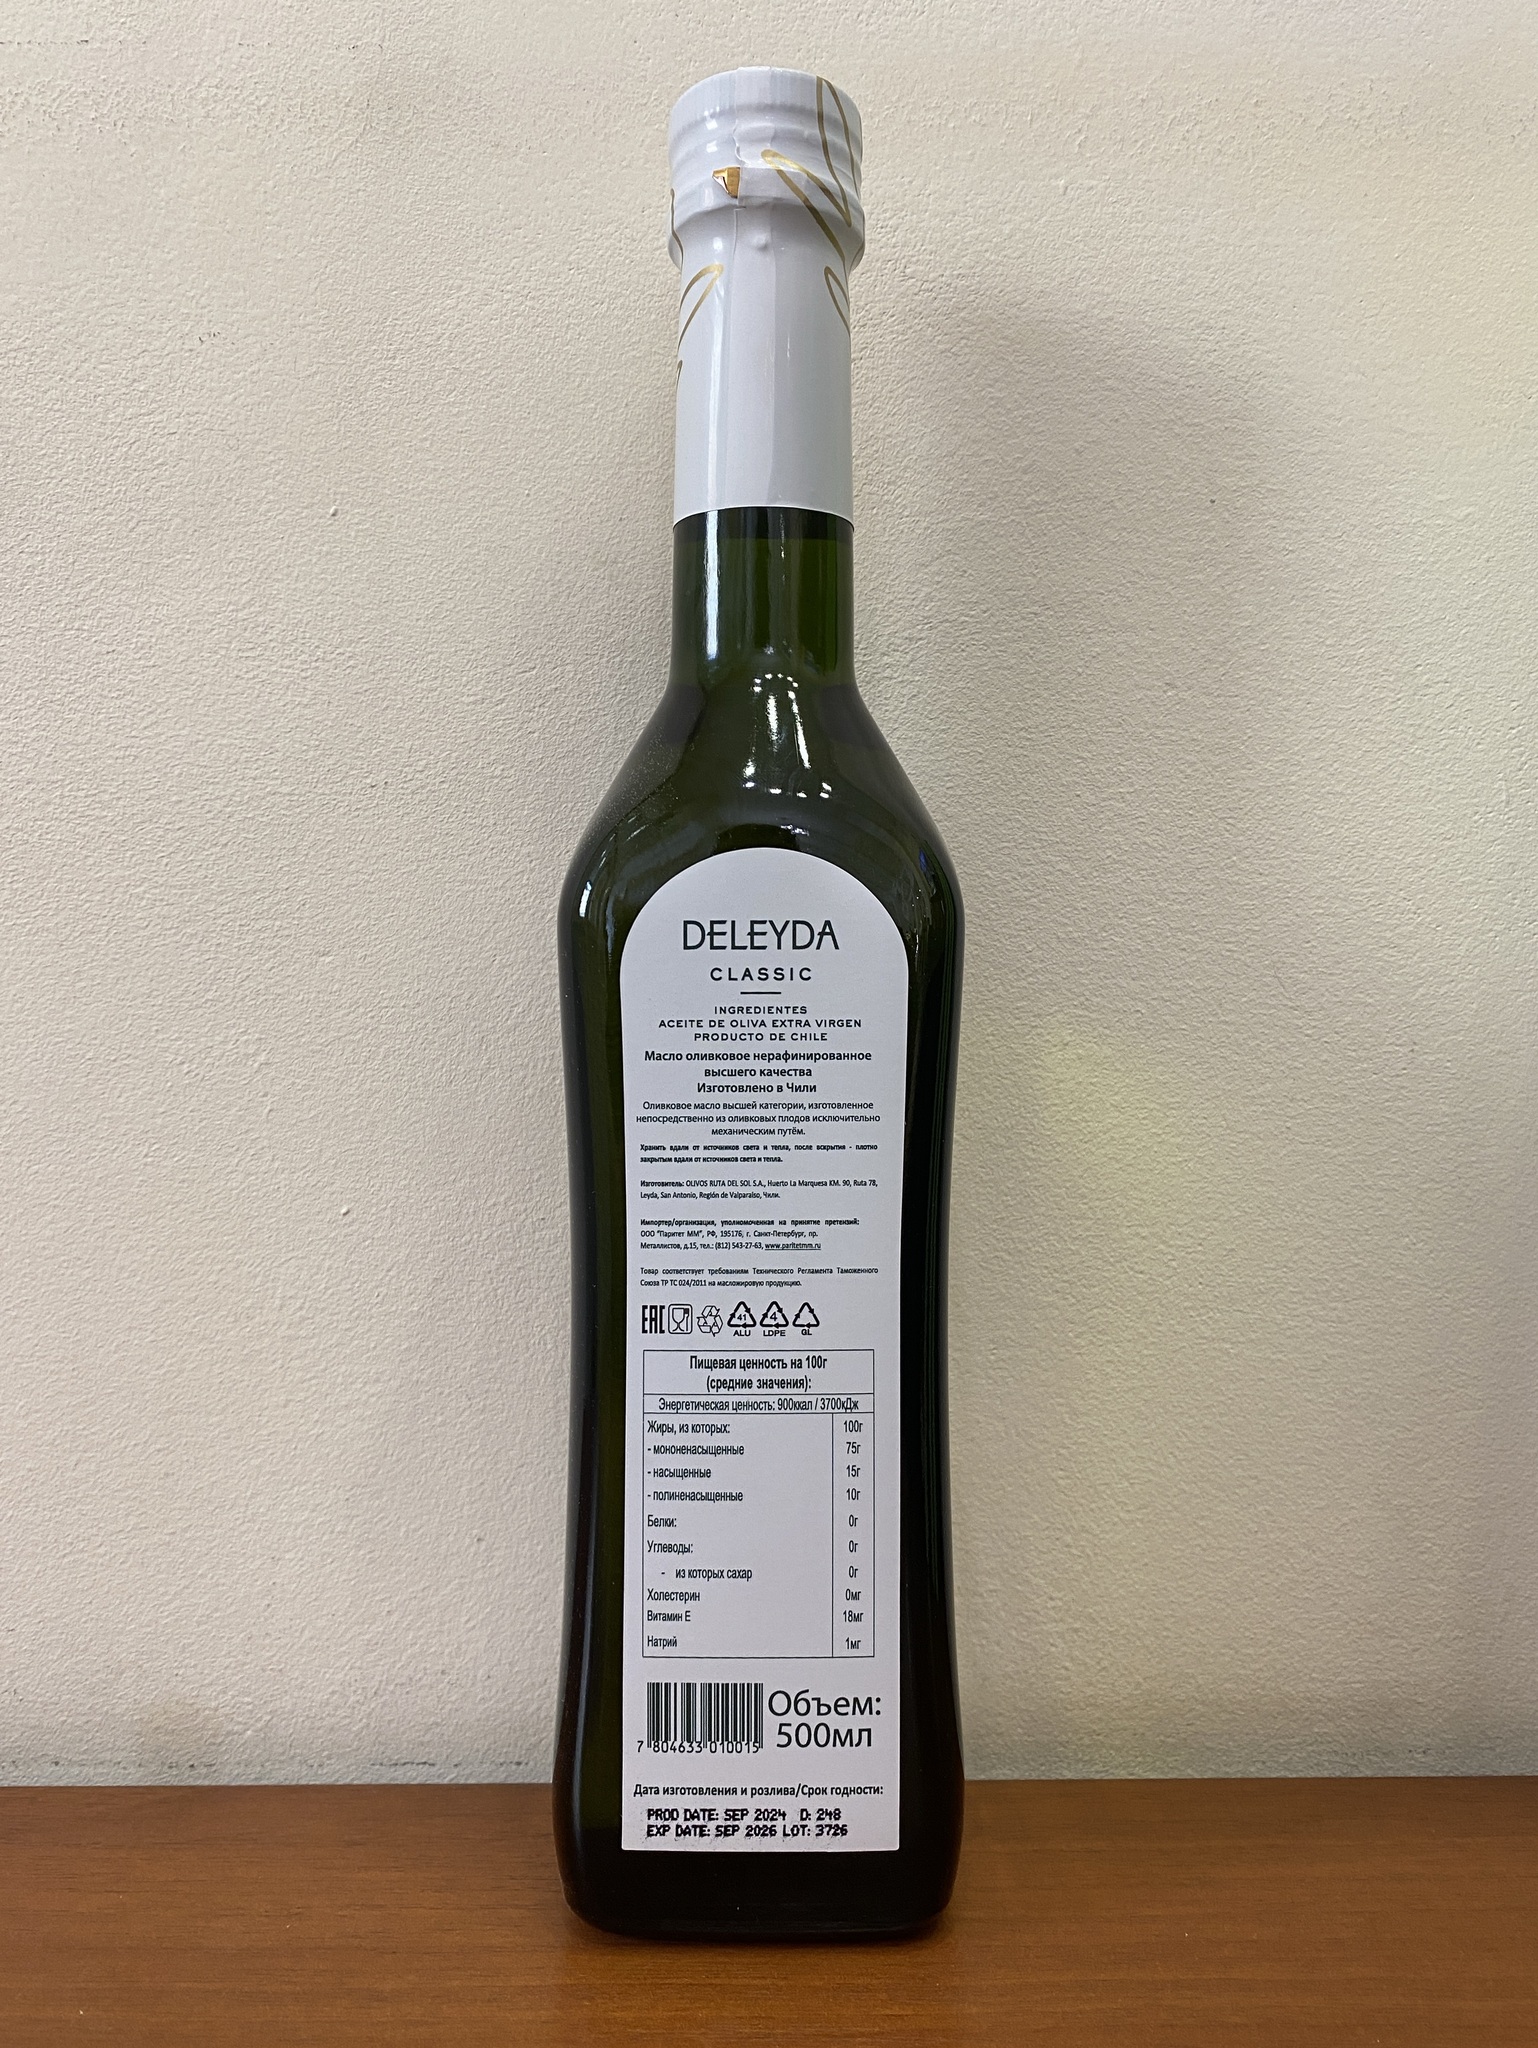 DELEYDA
CLASSIC
INGREDIENTES
ACEITE DE OLIVA EXTRA VIRGEN
PRODUCTO DE CHILE
Масло оливковое нерафинированное
высшего качества
Изготовлено в Чили
Оливковое масло высшей категории, изготовленное
непосредственно из оливковых плодов исключительно
механическим путём.
Хранить вдали от источников света и тепла, после вскрытия - плотно
закрытым вдали от источников света и тепла.
Изготовитель: OLIVOS RUTA DEL SOL S.A., Huerto La Marquesa KM. 90, Ruta 78,
Leyda, San Antonio, Región de Valparaíso, Чили.
Импортер/организация, уполномоченная на принятие претензий:
ООО "Паритет ММ", РФ, 195176, г. Санкт-Петербург, пр.
Металлистов, д.15, тел.: (812) 543-27-63, www.paritetmm.ru
Товар соответствует требованиям Технического Регламента Таможенного
Союза ТР ТС 024/2011 на масложировую продукцию.
EAC 41 4
ALU LDPE GL
Пищевая ценность на 100г
(средние значения):
Энергетическая ценность: 900ккал / 3700кДж
Жиры, из которых: 100г
- мононенасыщенные 75г
- насыщенные 15г
- полиненасыщенные 10г
Белки: 0г
Углеводы: 0г
- из которых сахар 0г
Холестерин 0мг
Витамин Е 18мг
Натрий 1мг
Объем:
500мл
7 804633 010015
Дата изготовления и розлива/Срок годности:
PROD DATE: SEP 2024 D: 248
EXP DATE: SEP 2026 LOT: 3726